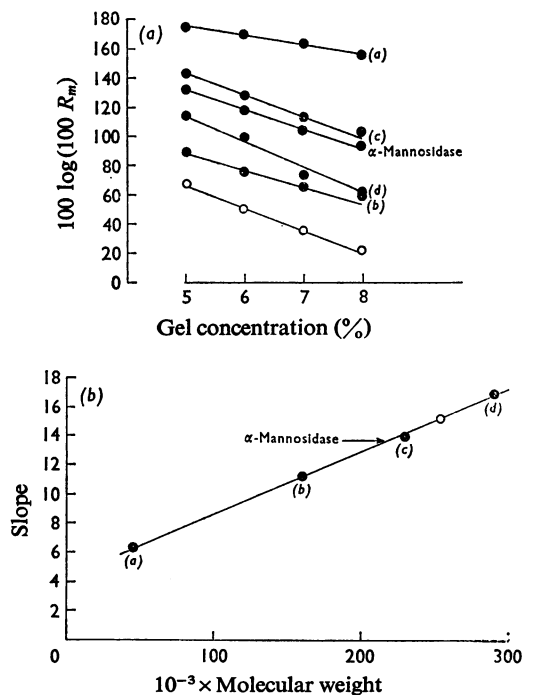 (a)
100 log (100 Rm)
180
160
140
120
100
80
60
40
20
0
(a)
(c)
α-Mannosidase
(d)
(b)
5 6 7 8
Gel concentration (%)
(b)
Slope
18
16
14
12
10
8
6
4
2
α-Mannosidase
(a)
(b)
(c)
(d)
0 100 200 300
10⁻³ × Molecular weight